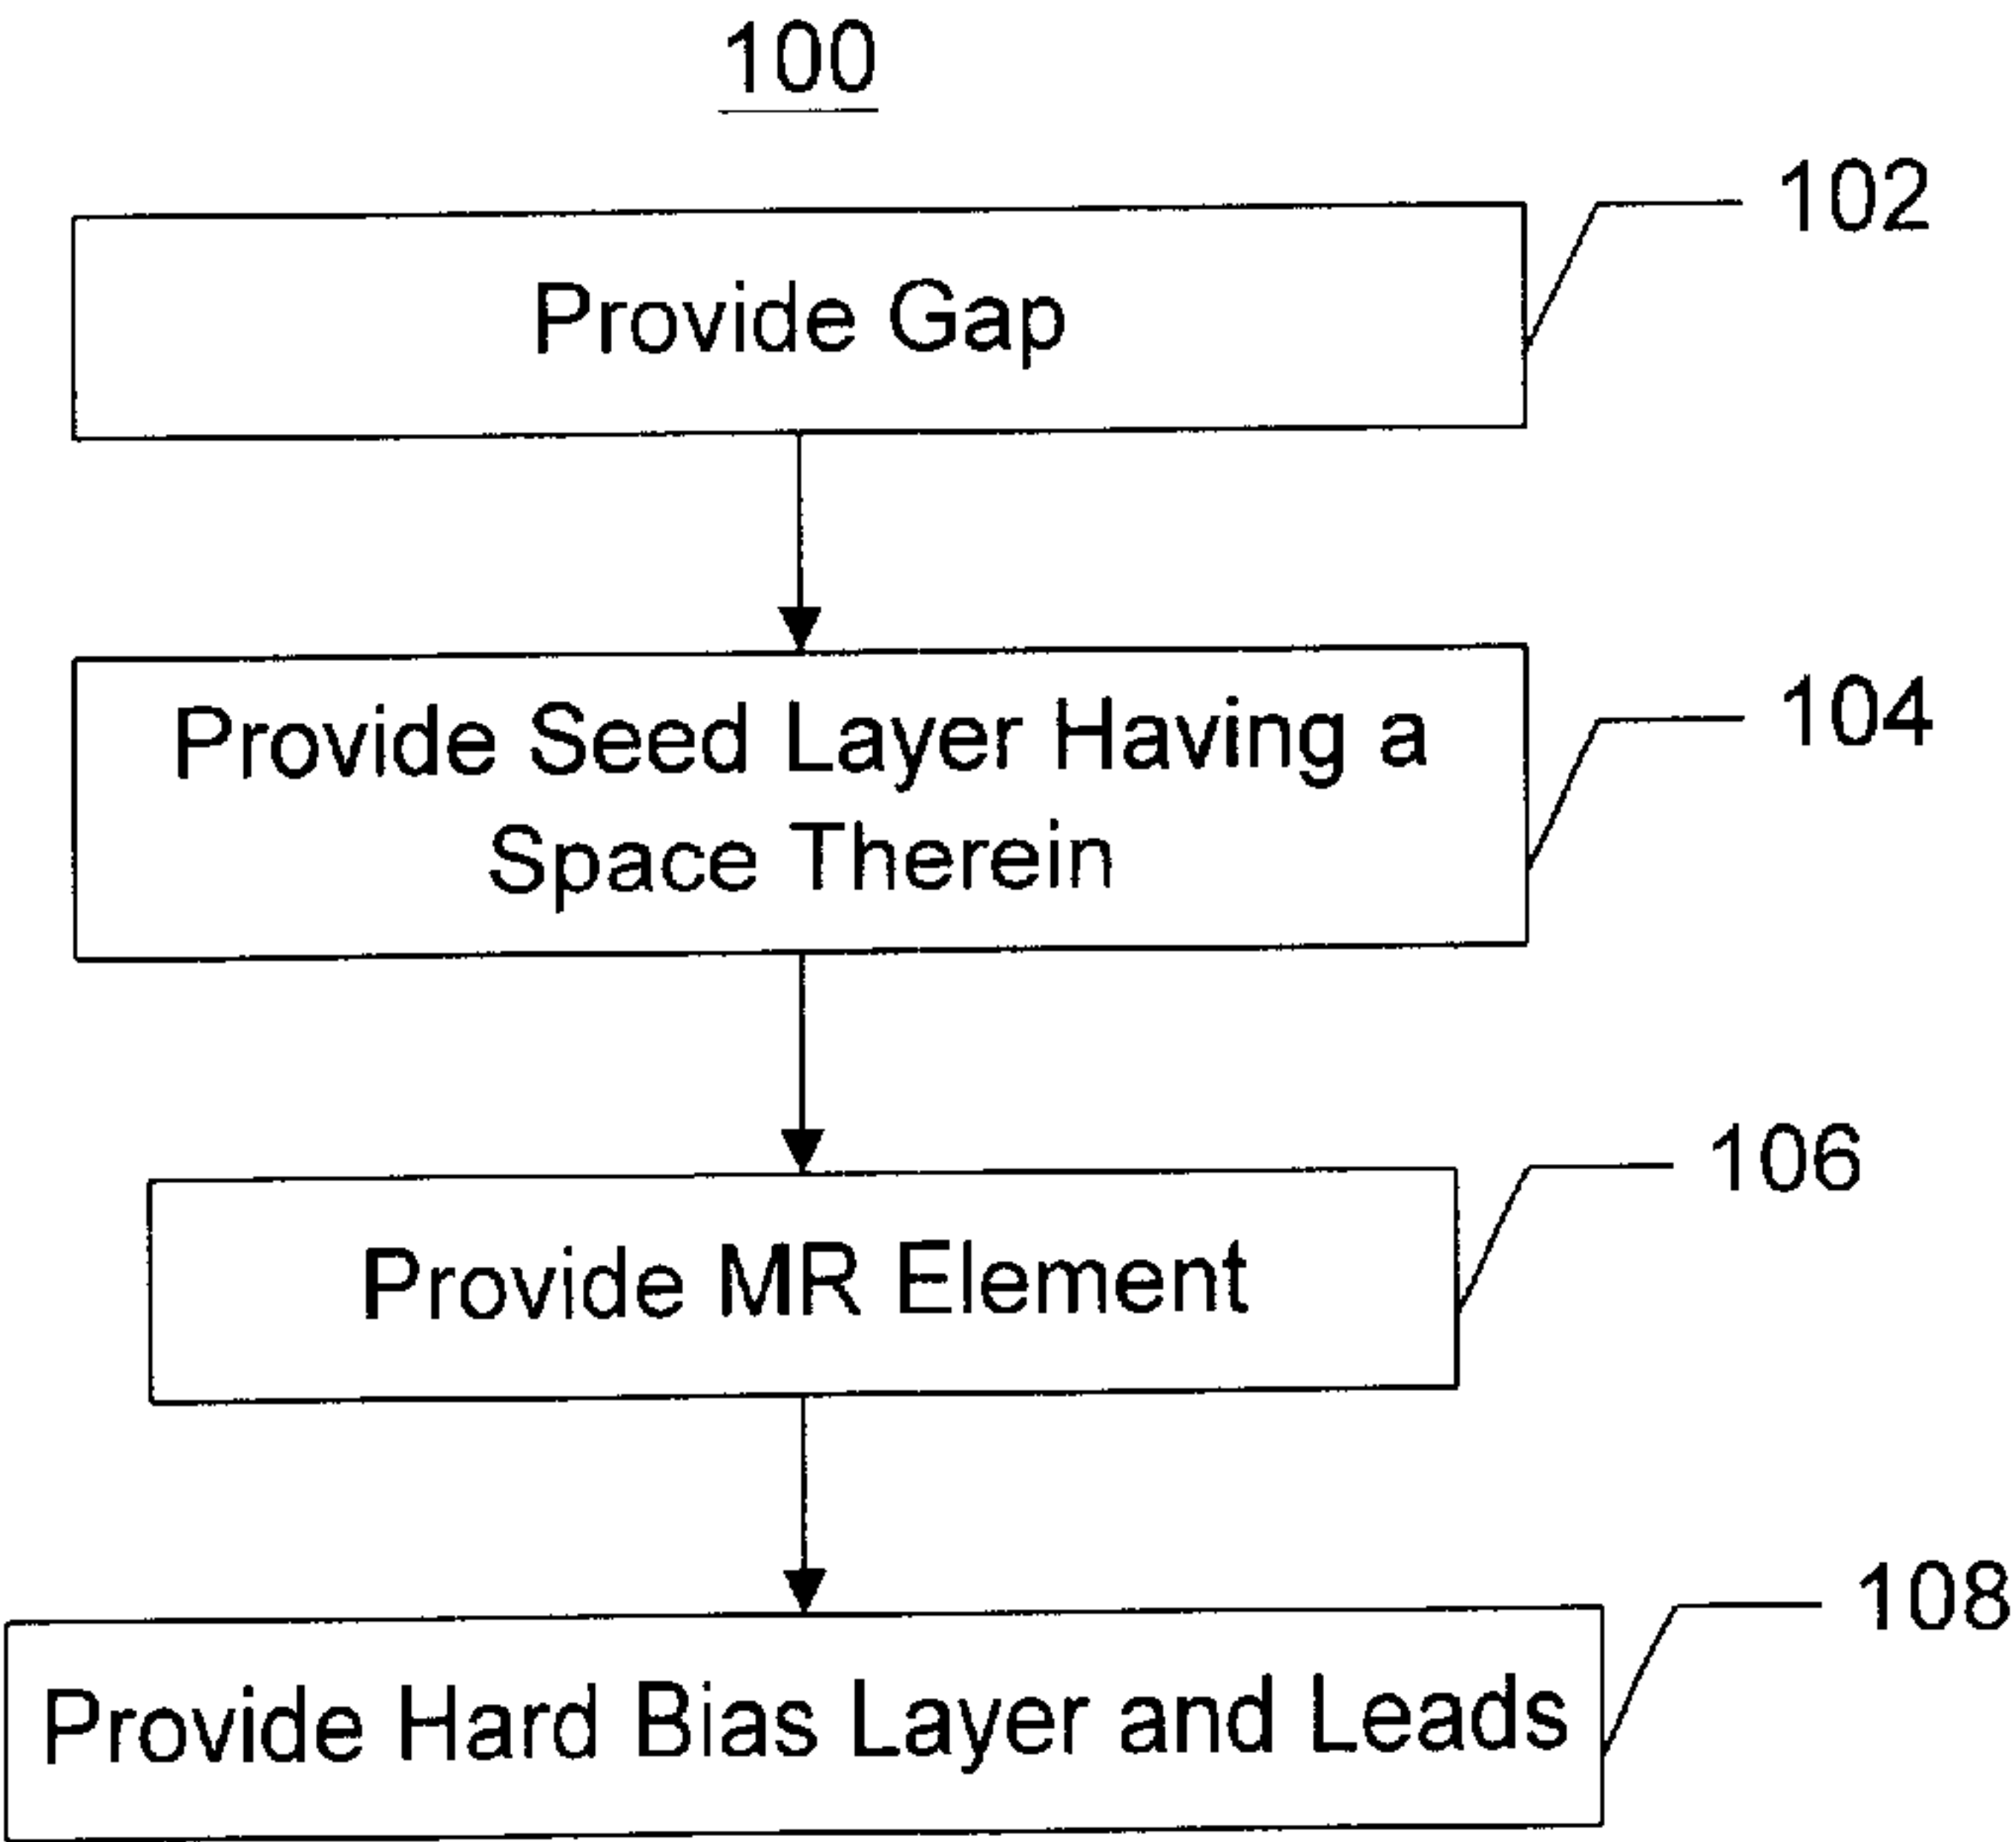 100
102
Provide Gap
104
Provide Seed Layer Having a
Space Therein
106
Provide MR Element
108
Provide Hard Bias Layer and Leads